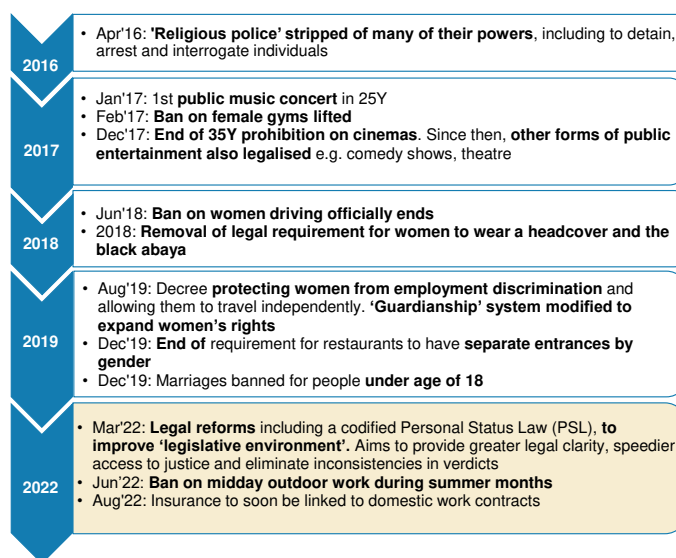 • Apr'16: 'Religious police' stripped of many of their powers, including to detain,
arrest and interrogate individuals
2016
• Jan'17: 1st public music concert in 25Y
• Feb'17: Ban on female gyms lifted
• Dec'17: End of 35Y prohibition on cinemas. Since then, other forms of public
entertainment also legalised e.g. comedy shows, theatre
2017
• Jun'18: Ban on women driving officially ends
• 2018: Removal of legal requirement for women to wear a headcover and the
black abaya
2018
• Aug'19: Decree protecting women from employment discrimination and
allowing them to travel independently. ‘Guardianship’ system modified to
expand women's rights
• Dec'19: End of requirement for restaurants to have separate entrances by
gender
• Dec'19: Marriages banned for people under age of 18
2019
• Mar'22: Legal reforms including a codified Personal Status Law (PSL), to
improve ‘legislative environment’. Aims to provide greater legal clarity, speedier
access to justice and eliminate inconsistencies in verdicts
• Jun’22: Ban on midday outdoor work during summer months
• Aug'22: Insurance to soon be linked to domestic work contracts
2022